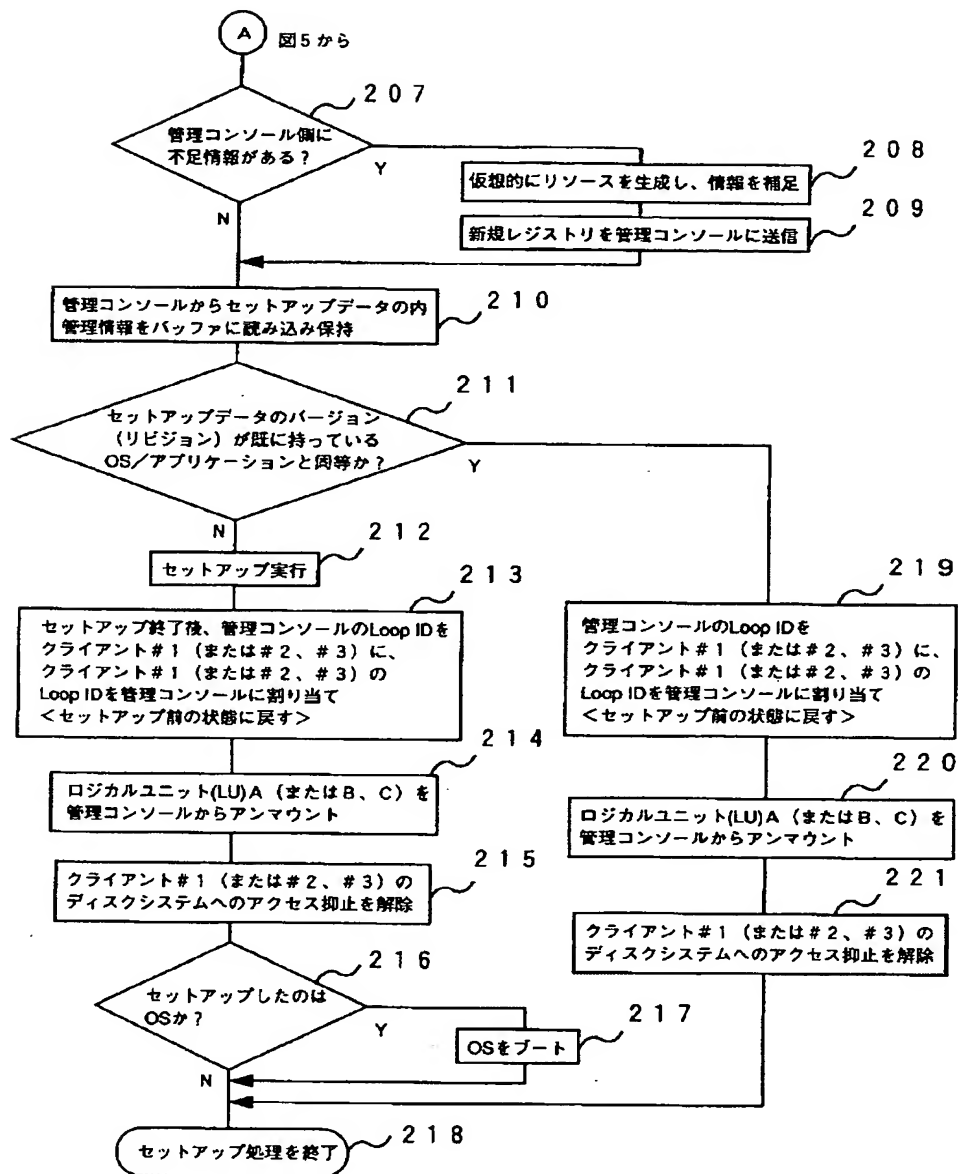 A 図5から
207
管理コンソール側に
不足情報がある?
Y
N
208
仮想的にリソースを生成し、情報を補足
209
新規レジストリを管理コンソールに送信
210
管理コンソールからセットアップデータの内
管理情報をバッファに読み込み保持
211
セットアップデータのバージョン
(リビジョン)が既に持っている
OS/アプリケーションと同等か?
Y
N
212
セットアップ実行
213
セットアップ終了後、管理コンソールのLoop IDを
クライアント#1(または#2、#3)に、
クライアント#1(または#2、#3)の
Loop IDを管理コンソールに割り当て
<セットアップ前の状態に戻す>
214
ロジカルユニット(LU)A(またはB、C)を
管理コンソールからアンマウント
215
クライアント#1(または#2、#3)の
ディスクシステムへのアクセス抑止を解除
216
セットアップしたのは
OSか?
Y
N
217
OSをブート
218
セットアップ処理を終了
219
管理コンソールのLoop IDを
クライアント#1(または#2、#3)に、
クライアント#1(または#2、#3)の
Loop IDを管理コンソールに割り当て
<セットアップ前の状態に戻す>
220
ロジカルユニット(LU)A(またはB、C)を
管理コンソールからアンマウント
221
クライアント#1(または#2、#3)の
ディスクシステムへのアクセス抑止を解除